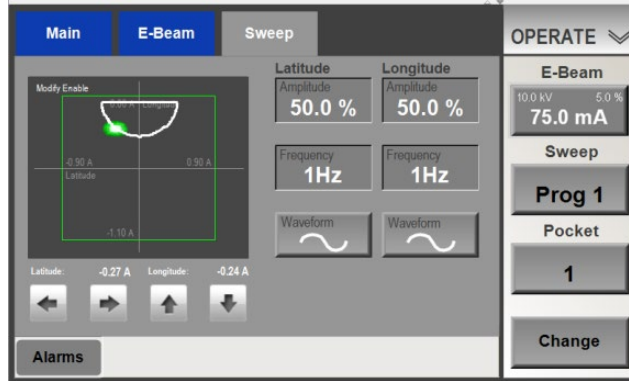 Main
E-Beam
Sweep
OPERATE
Latitude
Longitude
E-Beam
Modify Enable
Amplitude
50.0 %
Amplitude
50.0 %
10.0 kV
5.0 %
75.0 mA
Longitude
Sweep
Frequency
1Hz
Frequency
1Hz
-0.90 A
0.90 A
Latitude
Prog 1
Waveform
Waveform
Pocket
-1.10 A
1
Latitude:
-0.27 A
Longitude:
-0.24 A
Change
Alarms